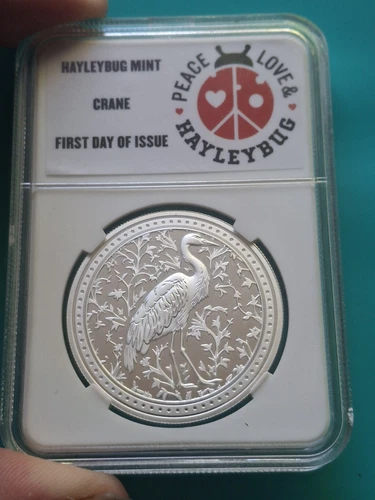 HAYLEYBUG MINT
CRANE
FIRST DAY OF ISSUE
PEACE LOVE &
HAYLEYBUG